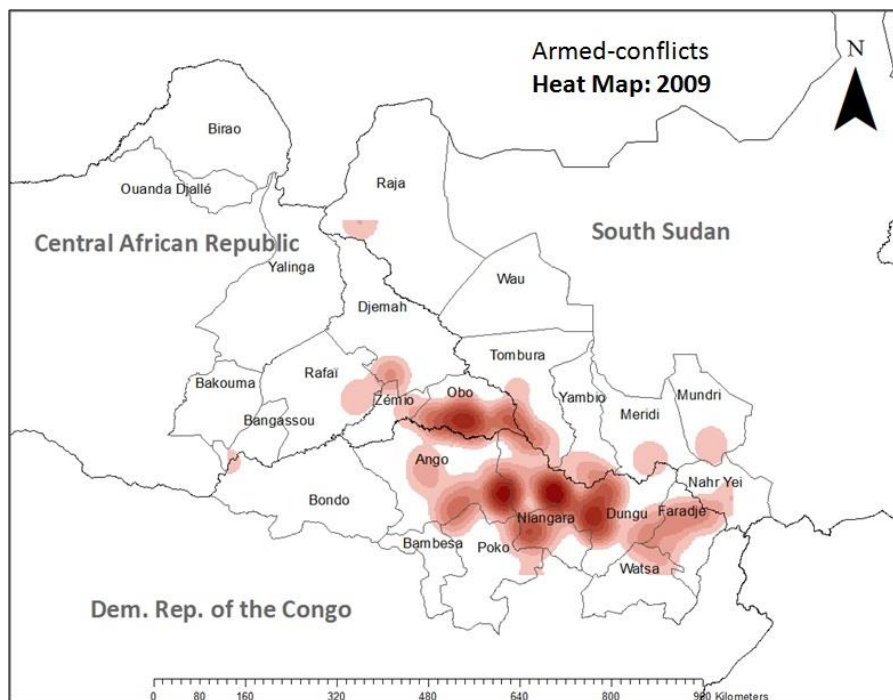 Armed-conflicts
Heat Map: 2009
N
Birao
Ouanda Djallé
Raja
Central African Republic
South Sudan
Yalinga
Wau
Djemah
Tombura
Rafaï
Bakouma
Obo
Zémio
Yambio
Mundri
Meridi
Bangassou
Ango
Nahr Yei
Bondo
Niangara
Dungu
Faradje
Bambesa
Poko
Watsa
Dem. Rep. of the Congo
0 80 160 320 480 640 800 960 Kilometers